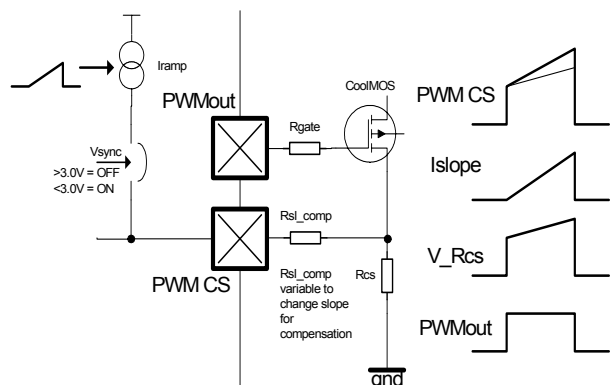 Iramp
PWMout
CoolMOS
Rgate
Vsync
>3.0V = OFF
<3.0V = ON
Rsl_comp
PWM CS
Rsl_comp
variable to
change slope
for
compensation
Rcs
gnd
PWM CS
Islope
V_Rcs
PWMout